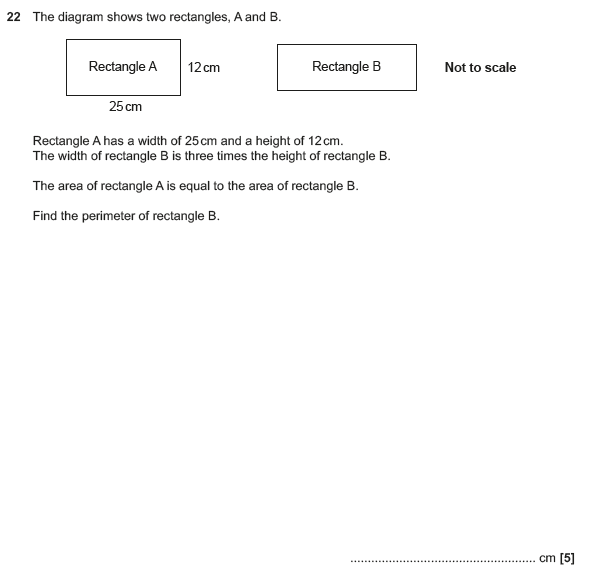 22 The diagram shows two rectangles, A and B.
Rectangle A 12 cm Rectangle B Not to scale
25 cm
Rectangle A has a width of 25 cm and a height of 12 cm.
The width of rectangle B is three times the height of rectangle B.
The area of rectangle A is equal to the area of rectangle B.
Find the perimeter of rectangle B.
...................................................... cm [5]